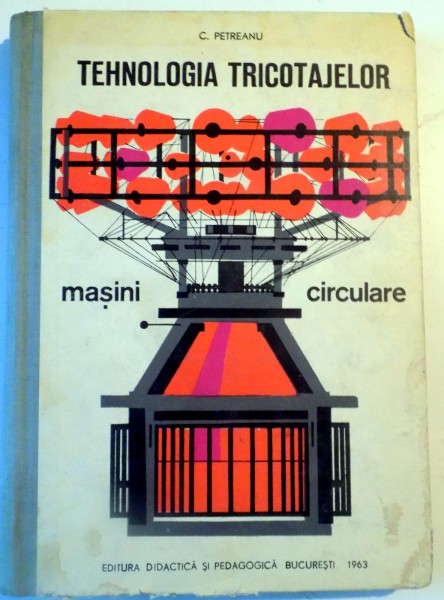 C. PETREANU
TEHNOLOGIA TRICOTAJELOR
mașini circulare
EDITURA DIDACTICĂ ȘI PEDAGOGICĂ BUCUREȘTI 1963